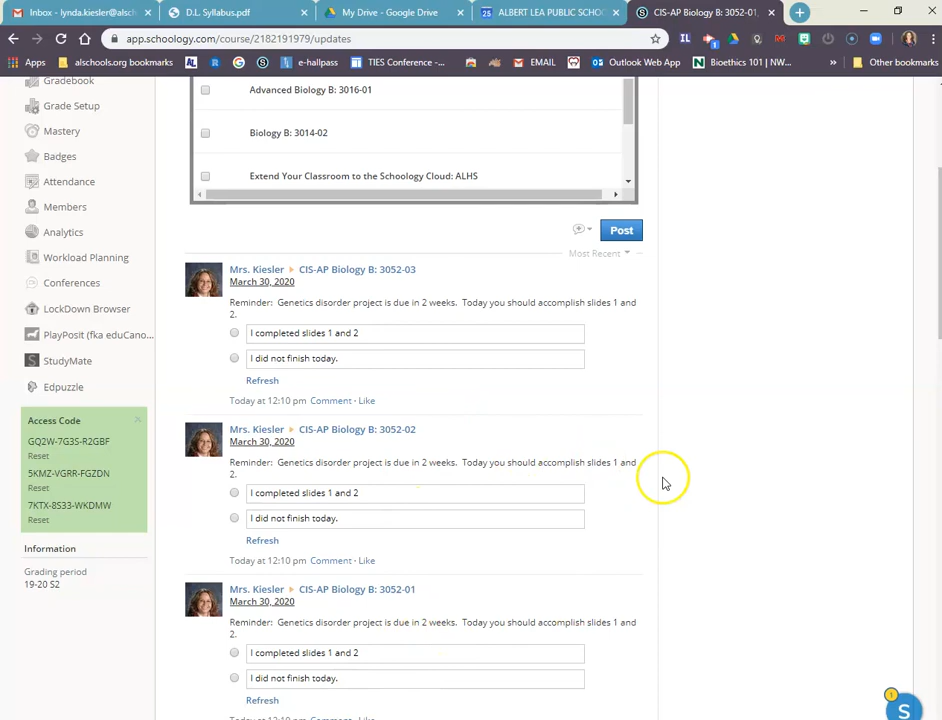 Inbox - lynda.kiesler@alsch
D.L. Syllabus.pdf
My Drive - Google Drive
ALBERT LEA PUBLIC SCHOO
CIS-AP Biology B: 3052-01,
app.schoology.com/course/2182191979/updates
Apps
alschools.org bookmarks
e-hallpass
TIES Conference -...
EMAIL
Outlook Web App
Bioethics 101 | NW...
»
Other bookmarks
Gradebook
Grade Setup
Mastery
Badges
Attendance
Members
Analytics
Workload Planning
Conferences
LockDown Browser
PlayPosit (fka eduCano...
StudyMate
Edpuzzle
Access Code
GQ2W-7G3S-R2GBF
Reset
5KMZ-VGRR-FGZDN
Reset
7KTX-8S33-WKDMW
Reset
Information
Grading period
19-20 S2
Advanced Biology B: 3016-01
Biology B: 3014-02
Extend Your Classroom to the Schoology Cloud: ALHS
Post
Most Recent
Mrs. Kiesler CIS-AP Biology B: 3052-03
March 30, 2020
Reminder: Genetics disorder project is due in 2 weeks. Today you should accomplish slides 1 and
2.
I completed slides 1 and 2
I did not finish today.
Refresh
Today at 12:10 pm Comment · Like
Mrs. Kiesler CIS-AP Biology B: 3052-02
March 30, 2020
Reminder: Genetics disorder project is due in 2 weeks. Today you should accomplish slides 1 and
2.
I completed slides 1 and 2
I did not finish today.
Refresh
Today at 12:10 pm Comment · Like
Mrs. Kiesler CIS-AP Biology B: 3052-01
March 30, 2020
Reminder: Genetics disorder project is due in 2 weeks. Today you should accomplish slides 1 and
2.
I completed slides 1 and 2
I did not finish today.
Refresh
Today at 12:10 pm Comment · Like
1
S